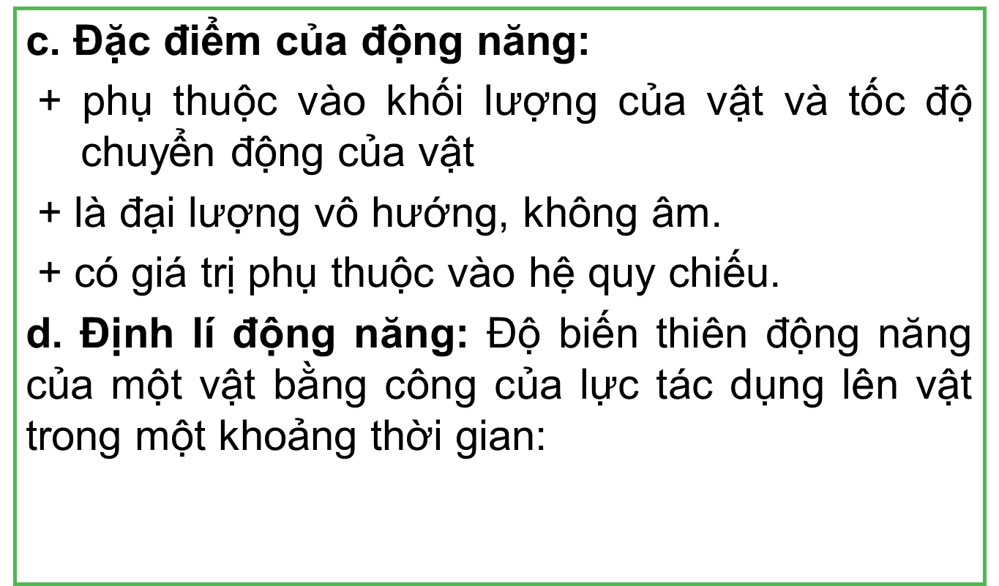 c. Đặc điểm của động năng:
+ phụ thuộc vào khối lượng của vật và tốc độ
chuyển động của vật
+ là đại lượng vô hướng, không âm.
+ có giá trị phụ thuộc vào hệ quy chiếu.
d. Định lí động năng: Độ biến thiên động năng
của một vật bằng công của lực tác dụng lên vật
trong một khoảng thời gian: